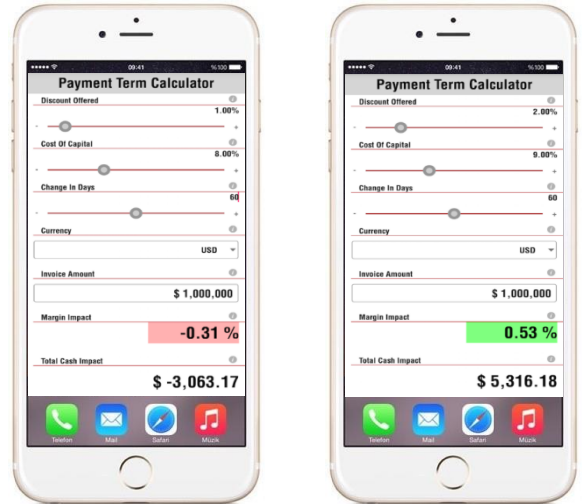 09:41
%100
Payment Term Calculator
Discount Offered
1.00%
- +
Cost Of Capital
8.00%
- +
Change In Days
60
- +
Currency
USD
Invoice Amount
$ 1,000,000
Margin Impact
-0.31 %
Total Cash Impact
$ -3,063.17
Telefon Mail Safari Müzik
09:41
%100
Payment Term Calculator
Discount Offered
2.00%
- +
Cost Of Capital
9.00%
- +
Change In Days
60
- +
Currency
USD
Invoice Amount
$ 1,000,000
Margin Impact
0.53 %
Total Cash Impact
$ 5,316.18
Telefon Mail Safari Müzik